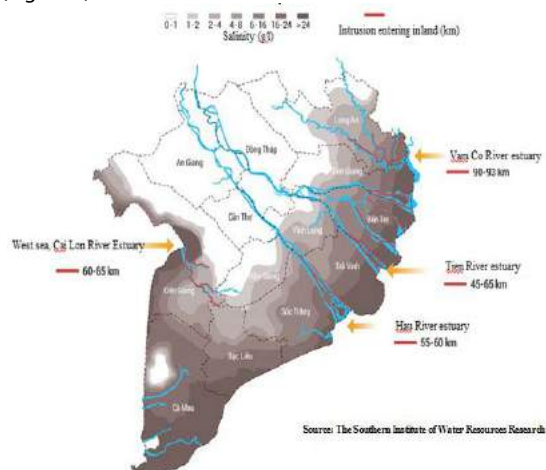 0-1 1-2 2-4 4-8 8-16 16-24 >24
Salinity (g/l)
Intrusion entering inland (km)
Long An
Đồng Tháp
An Giang
Tiền Giang
Vam Co River estuary
90-93 km
Bến Tre
Cần Thơ
Vĩnh Long
Trà Vinh
West sea, Cai Lon River Estuary
60-65 km
Tien River estuary
45-65 km
Hậu Giang
Kiên Giang
Sóc Trăng
Hau River estuary
55-60 km
Bạc Liêu
Cà Mau
Source: The Southern Institute of Water Resources Research